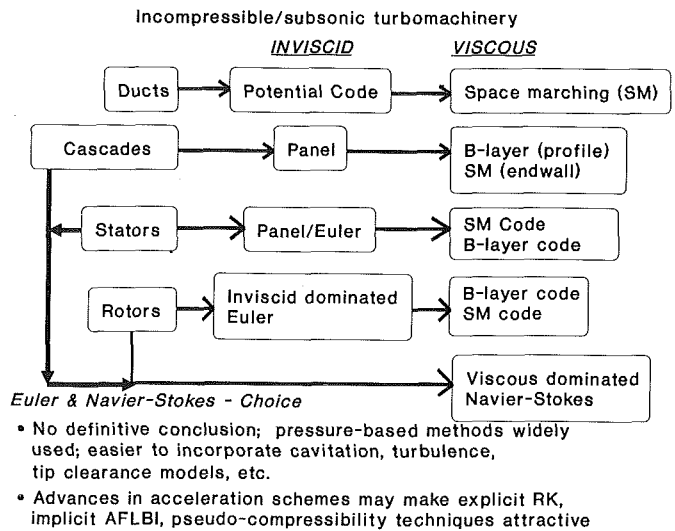 Incompressible/subsonic turbomachinery
INVISCID VISCOUS
Ducts Potential Code Space marching (SM)
Cascades Panel B-layer (profile)
SM (endwall)
Stators Panel/Euler SM Code
B-layer code
Rotors Inviscid dominated
Euler B-layer code
SM code
Viscous dominated
Navier-Stokes
Euler & Navier-Stokes - Choice
• No definitive conclusion; pressure-based methods widely
used; easier to incorporate cavitation, turbulence,
tip clearance models, etc.
• Advances in acceleration schemes may make explicit RK,
implicit AFLBI, pseudo-compressibility techniques attractive